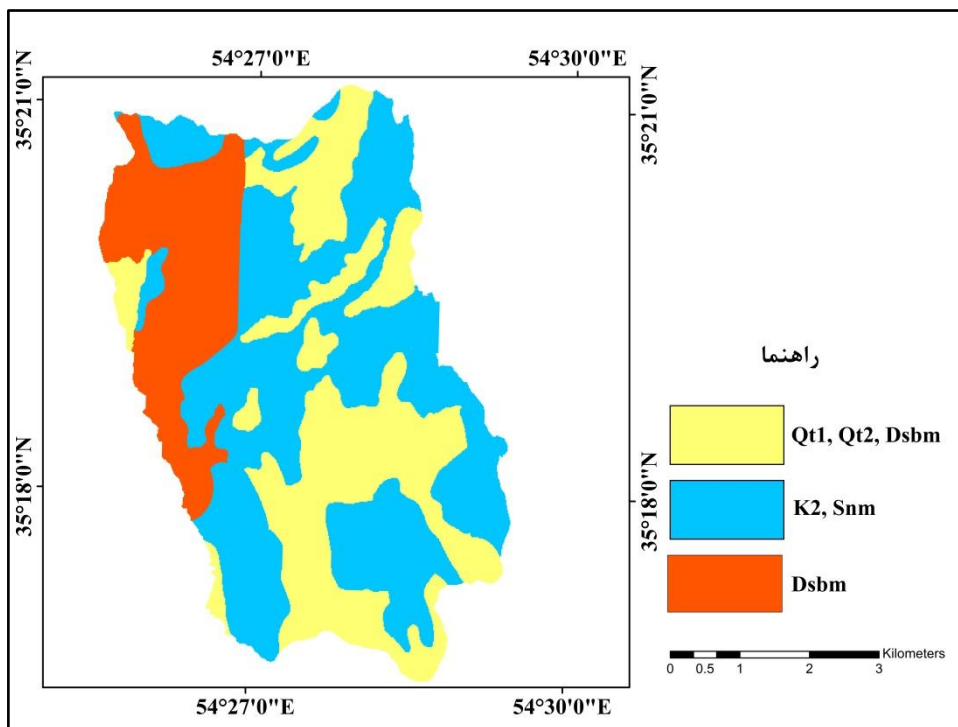 54°27'0"E
54°30'0"E
35°21'0"N
35°21'0"N
راهنما
Qt1, Qt2, Dsbm
K2, Snm
Dsbm
35°18'0"N
35°18'0"N
Kilometers
0 0.5 1 2 3
54°27'0"E
54°30'0"E